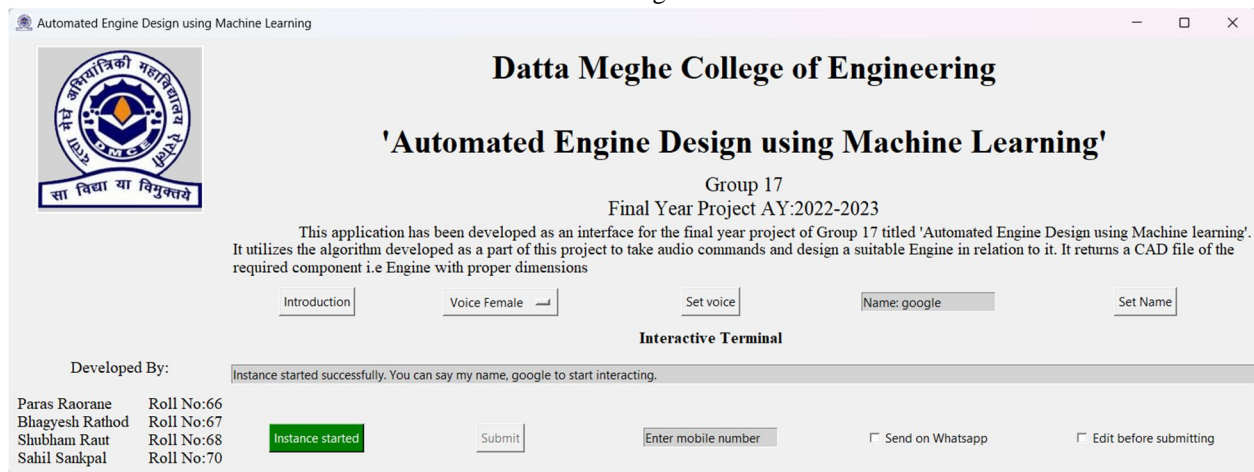 Automated Engine Design using Machine Learning
दत्ता मेघे अभियांत्रिकी महाविद्यालय ऐरोली
DMCE
सा विद्या या विमुक्तये
Datta Meghe College of Engineering
'Automated Engine Design using Machine Learning'
Group 17
Final Year Project AY:2022-2023
This application has been developed as an interface for the final year project of Group 17 titled 'Automated Engine Design using Machine learning'.
It utilizes the algorithm developed as a part of this project to take audio commands and design a suitable Engine in relation to it. It returns a CAD file of the
required component i.e Engine with proper dimensions
Introduction Voice Female Set voice Name: google Set Name
Interactive Terminal
Developed By:
Instance started successfully. You can say my name, google to start interacting.
Paras Raorane Roll No:66
Bhagyesh Rathod Roll No:67
Shubham Raut Roll No:68
Sahil Sankpal Roll No:70
Instance started Submit Enter mobile number Send on Whatsapp Edit before submitting